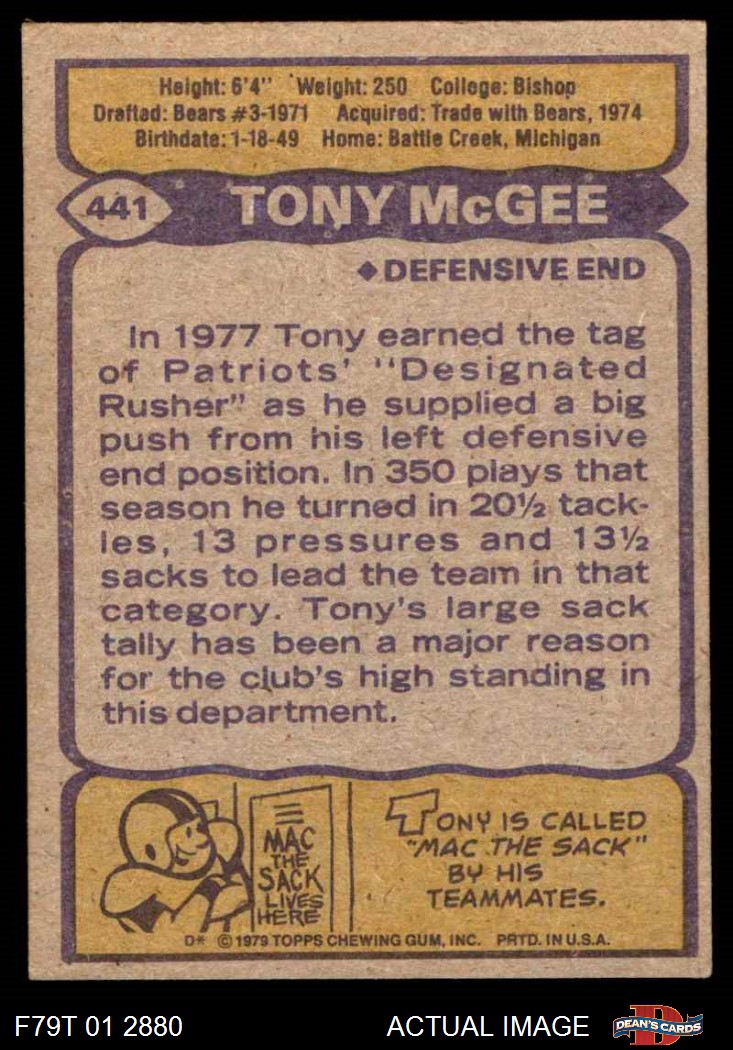 Height: 6'4" Weight: 250 College: Bishop
Drafted: Bears #3-1971 Acquired: Trade with Bears, 1974
Birthdate: 1-18-49 Home: Battle Creek, Michigan
441 TONY McGEE
◆DEFENSIVE END
In 1977 Tony earned the tag
of Patriots' "Designated
Rusher" as he supplied a big
push from his left defensive
end position. In 350 plays that
season he turned in 20½ tack-
les, 13 pressures and 13½
sacks to lead the team in that
category. Tony's large sack
tally has been a major reason
for the club's high standing in
this department.
MAC
THE
SACK
LIVES
HERE
TONY IS CALLED
"MAC THE SACK"
BY HIS
TEAMMATES.
D* © 1979 TOPPS CHEWING GUM, INC. PRTD. IN U.S.A.
F79T 01 2880 ACTUAL IMAGE D DEAN'S CARDS